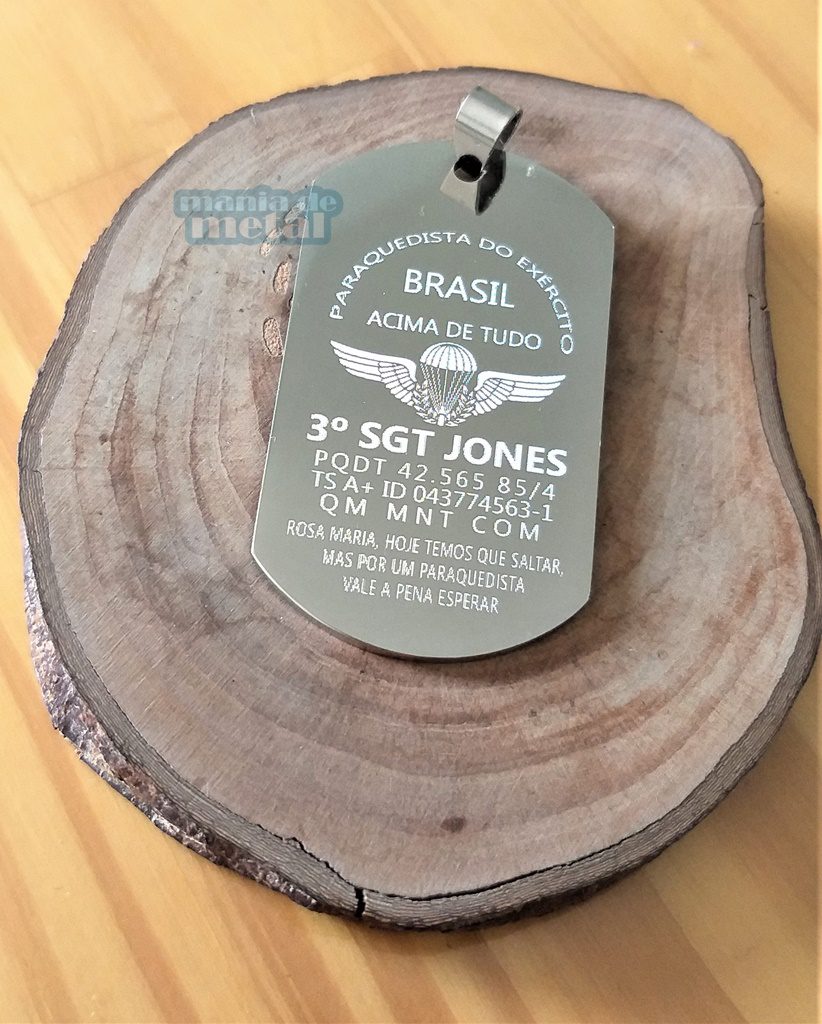 mania de
metal
PARAQUEDISTA DO EXÉRCITO
BRASIL
ACIMA DE TUDO
3º SGT JONES
PQDT 42.565 85/4
TS A+ ID 043774563-1
QM MNT COM
ROSA MARIA, HOJE TEMOS QUE SALTAR,
MAS POR UM PARAQUEDISTA
VALE A PENA ESPERAR